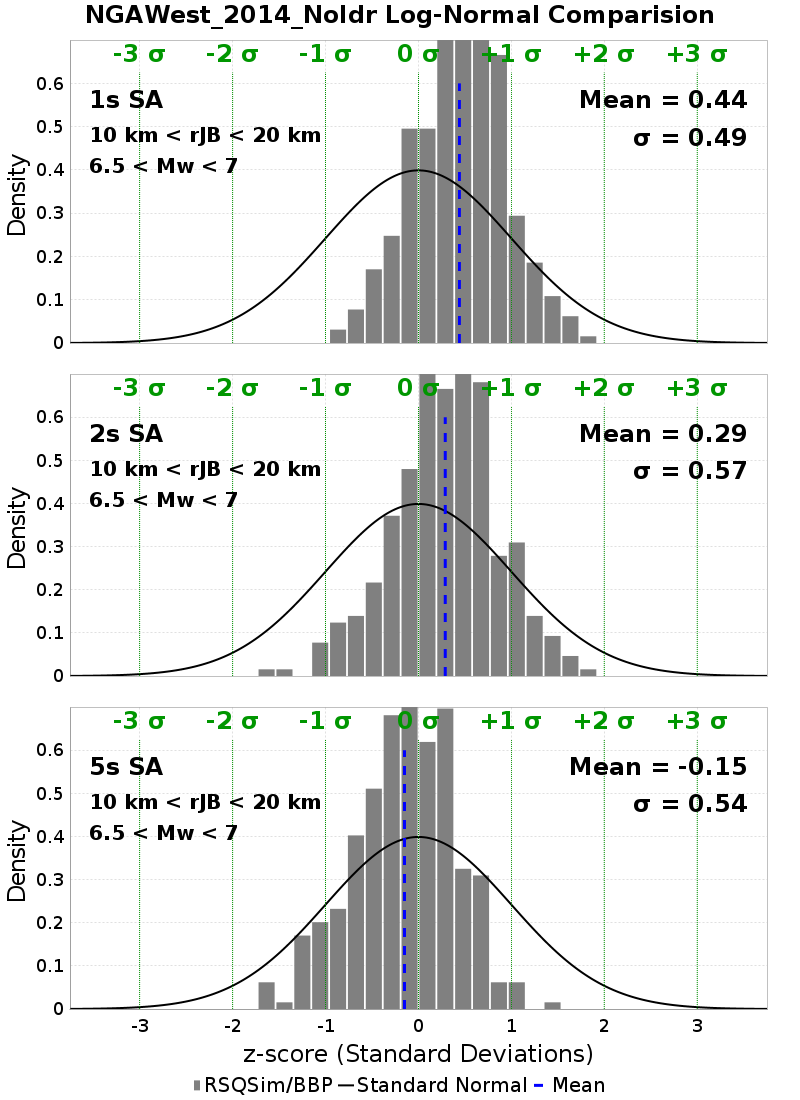 NGAWest_2014_NoIdr Log-Normal Comparision
-3 σ -2 σ -1 σ 0 σ +1 σ +2 σ +3 σ
1s SA
Mean = 0.44
10 km < rJB < 20 km
σ = 0.49
6.5 < Mw < 7
0.6
0.5
0.4
0.3
0.2
0.1
0
Density
-3 σ -2 σ -1 σ 0 σ +1 σ +2 σ +3 σ
2s SA
Mean = 0.29
10 km < rJB < 20 km
σ = 0.57
6.5 < Mw < 7
0.6
0.5
0.4
0.3
0.2
0.1
0
Density
-3 σ -2 σ -1 σ 0 σ +1 σ +2 σ +3 σ
5s SA
Mean = -0.15
10 km < rJB < 20 km
σ = 0.54
6.5 < Mw < 7
0.6
0.5
0.4
0.3
0.2
0.1
0
Density
-3 -2 -1 0 1 2 3
z-score (Standard Deviations)
RSQSim/BBP Standard Normal Mean